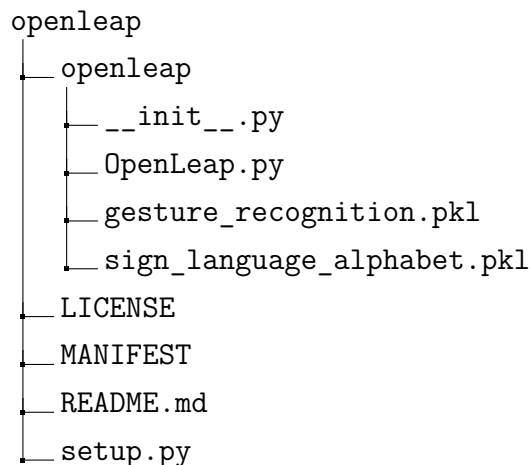 openleap
openleap
__init__.py
OpenLeap.py
gesture_recognition.pkl
sign_language_alphabet.pkl
LICENSE
MANIFEST
README.md
setup.py